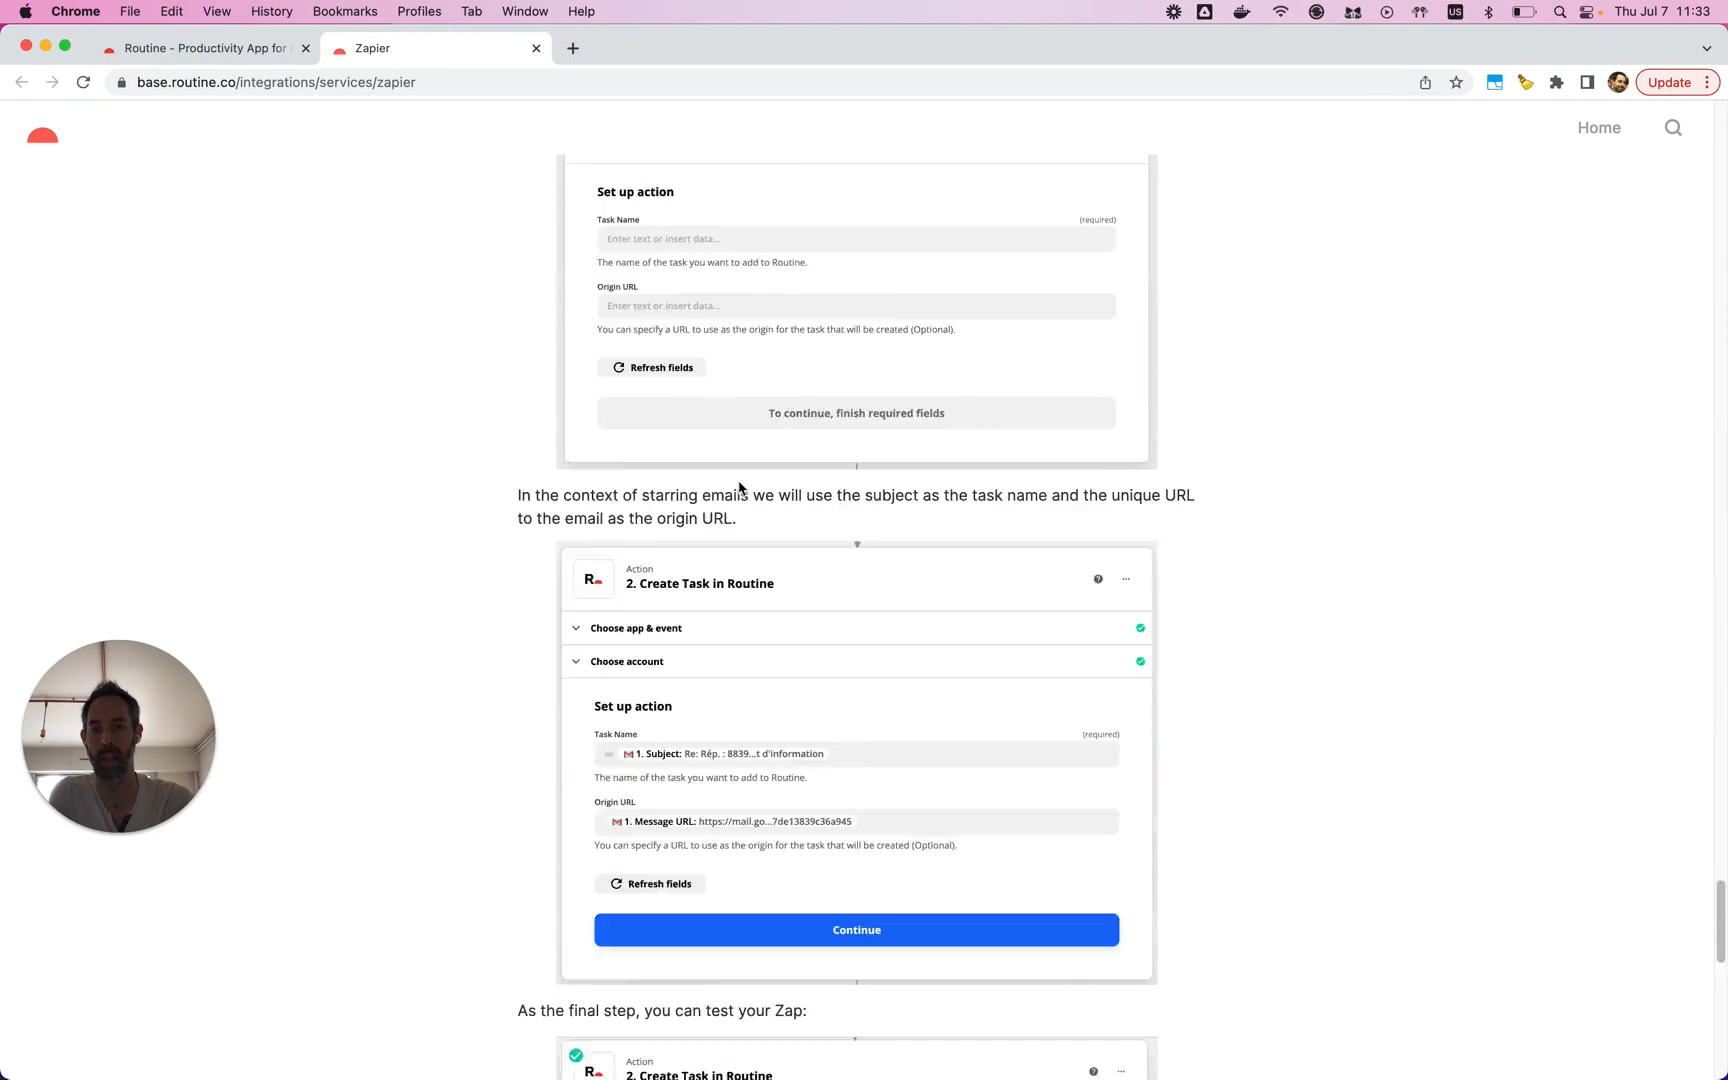 Chrome File Edit View History Bookmarks Profiles Tab Window Help
US
Thu Jul 7 11:33
Routine - Productivity App for
Zapier
base.routine.co/integrations/services/zapier
Update
Home
Set up action
Task Name (required)
Enter text or insert data...
The name of the task you want to add to Routine.
Origin URL
Enter text or insert data...
You can specify a URL to use as the origin for the task that will be created (Optional).
Refresh fields
To continue, finish required fields
In the context of starring emails we will use the subject as the task name and the unique URL
to the email as the origin URL.
R
Action
2. Create Task in Routine
Choose app & event
Choose account
Set up action
Task Name (required)
1. Subject: Re: Rép. : 8839...t d'information
The name of the task you want to add to Routine.
Origin URL
1. Message URL: https://mail.go...7de13839c36a945
You can specify a URL to use as the origin for the task that will be created (Optional).
Refresh fields
Continue
As the final step, you can test your Zap:
R
Action
2. Create Task in Routine